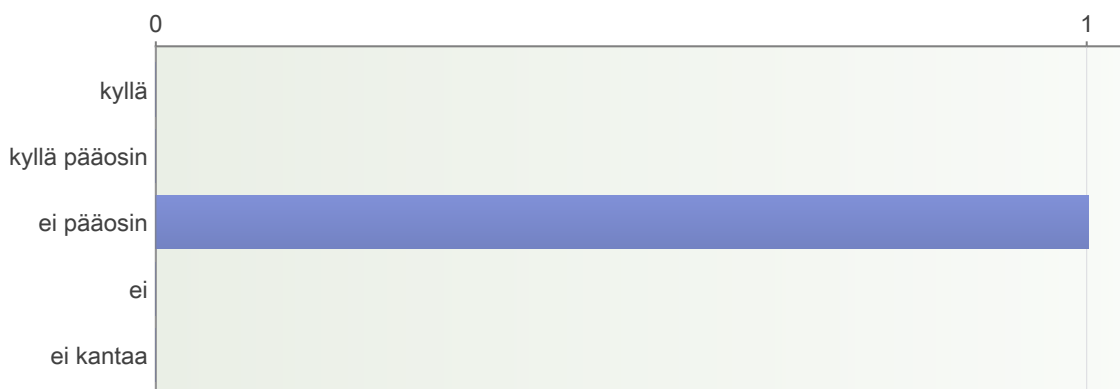 0 1
kyllä
kyllä pääosin
ei pääosin
ei
ei kantaa